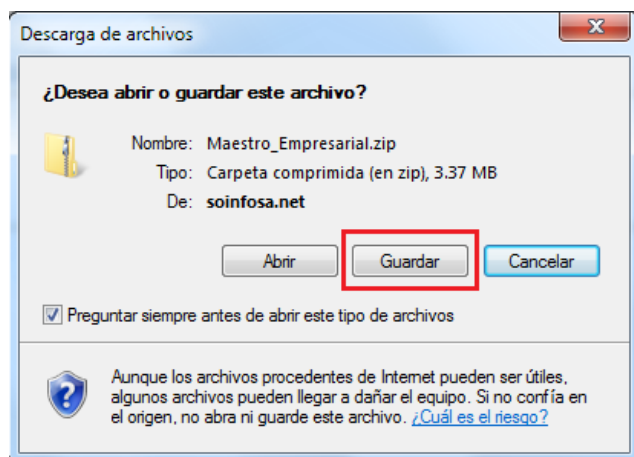 Descarga de archivos
¿Desea abrir o guardar este archivo?
Nombre: Maestro_Empresarial.zip
Tipo: Carpeta comprimida (en zip), 3.37 MB
De: soinfosa.net
Abrir Guardar Cancelar
Preguntar siempre antes de abrir este tipo de archivos
Aunque los archivos procedentes de Internet pueden ser útiles,
algunos archivos pueden llegar a dañar el equipo. Si no confía en
el origen, no abra ni guarde este archivo. ¿Cuál es el riesgo?